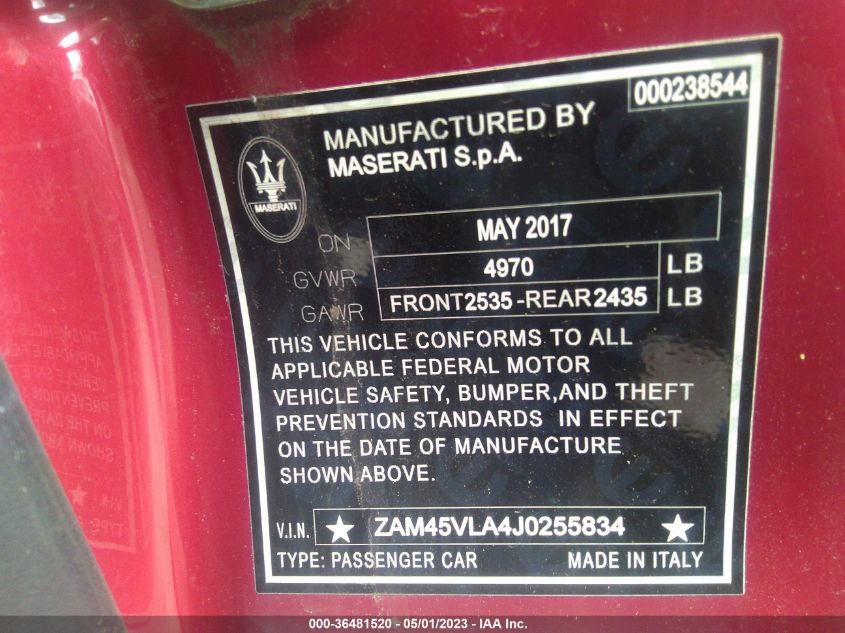 000238544
MANUFACTURED BY
MASERATI S.p.A.
MASERATI
ON MAY 2017
GVWR 4970 LB
GAWR FRONT2535-REAR2435 LB
THIS VEHICLE CONFORMS TO ALL
APPLICABLE FEDERAL MOTOR
VEHICLE SAFETY, BUMPER,AND THEFT
PREVENTION STANDARDS IN EFFECT
ON THE DATE OF MANUFACTURE
SHOWN ABOVE.
V.I.N. ★ ZAM45VLA4J0255834 ★
TYPE: PASSENGER CAR MADE IN ITALY
000-36481520 - 05/01/2023 - IAA Inc.